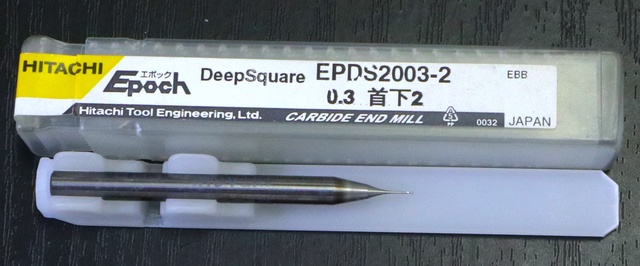 HITACHI
エポック
Epoch
DeepSquare EPDS2003-2 EBB
0.3 首下2
Hitachi Tool Engineering, Ltd. CARBIDE END MILL PP 0032 JAPAN